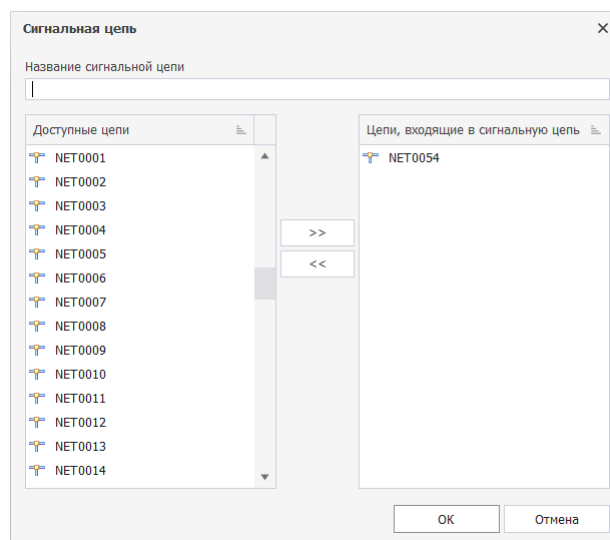 Сигнальная цепь
Название сигнальной цепи
Доступные цепи
NET0001
NET0002
NET0003
NET0004
NET0005
NET0006
NET0007
NET0008
NET0009
NET0010
NET0011
NET0012
NET0013
NET0014
>>
<<
Цепи, входящие в сигнальную цепь
NET0054
ОК
Отмена